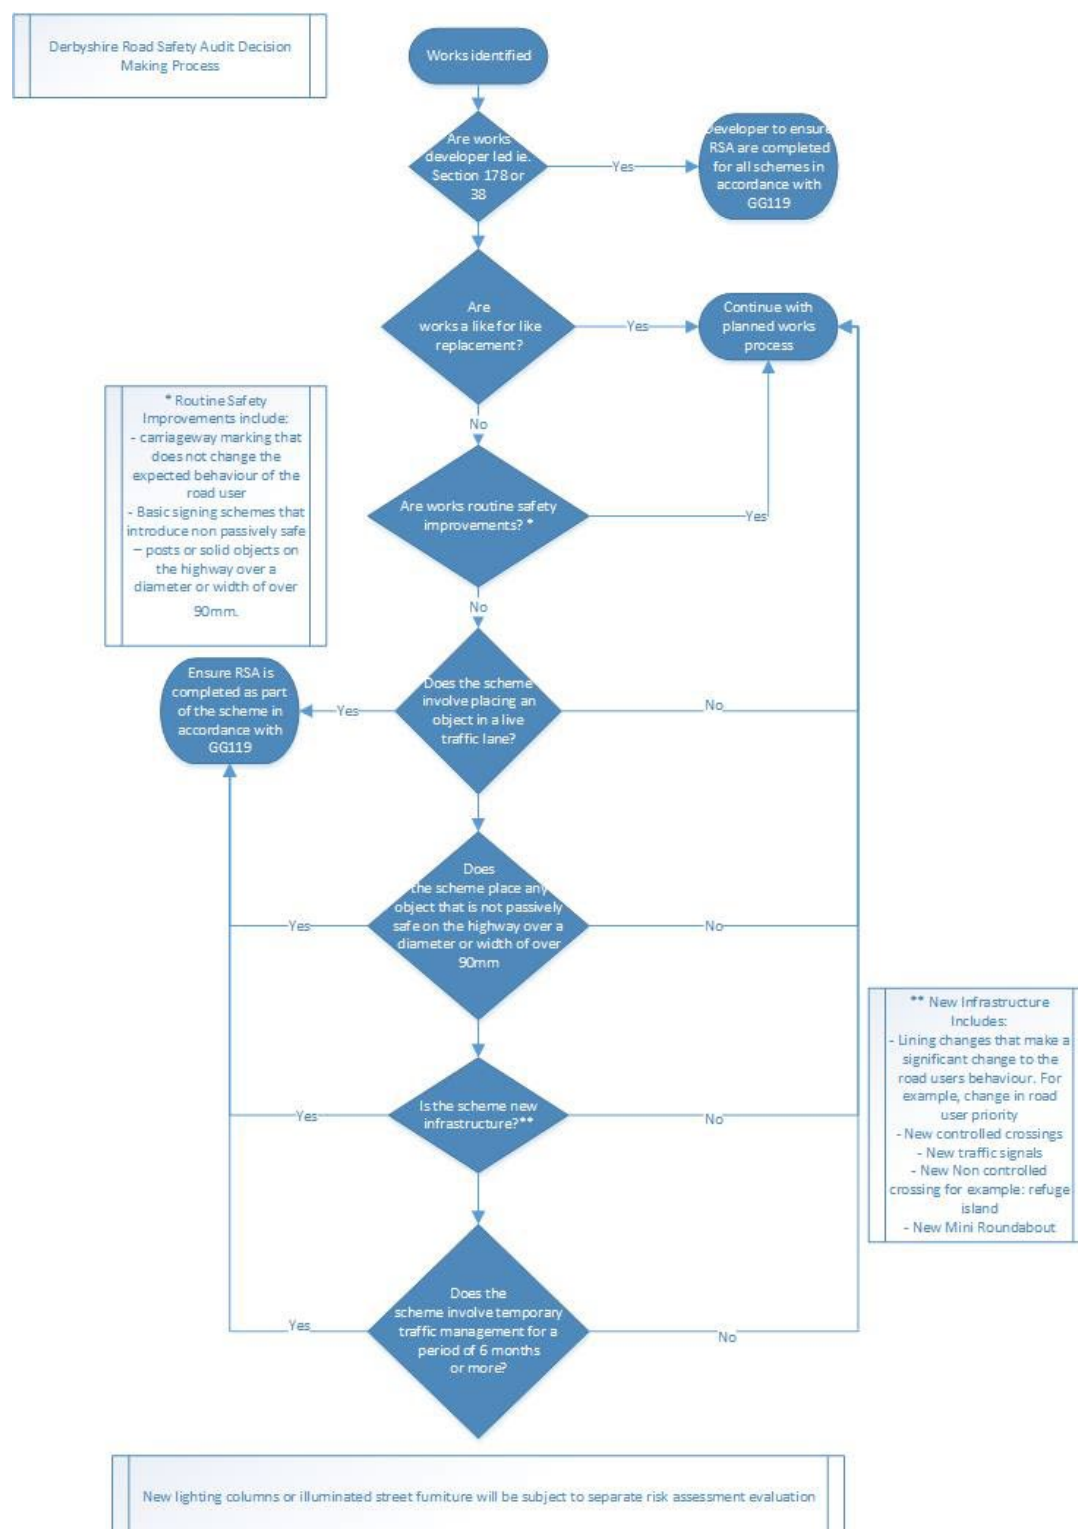 Derbyshire Road Safety Audit Decision
Making Process
Works identified
Are works
developer led ie.
Section 178 or
38
Yes
Developer to ensure
RSA are completed
for all schemes in
accordance with
GG119
Are
works a like for like
replacement?
Yes
Continue with
planned works
process
No
* Routine Safety
Improvements include:
- carriageway marking that
does not change the
expected behaviour of the
road user
- Basic signing schemes that
introduce non passively safe
– posts or solid objects on
the highway over a
diameter or width of over
90mm.
Are works routine safety
improvements? *
Yes
No
Ensure RSA is
completed as part
of the scheme in
accordance with
GG119
Yes
Does the scheme
involve placing an
object in a live
traffic lane?
No
Does
the scheme place any
object that is not passively
safe on the highway over a
diameter or width of over
90mm
Yes
No
** New Infrastructure
Includes:
- Lining changes that make a
significant change to the
road users behaviour. For
example, change in road
user priority
- New controlled crossings
- New traffic signals
- New Non controlled
crossing for example: refuge
island
- New Mini Roundabout
Is the scheme new
infrastructure?**
Yes
No
Does the
scheme involve temporary
traffic management for a
period of 6 months
or more?
Yes
No
New lighting columns or illuminated street furniture will be subject to separate risk assessment evaluation